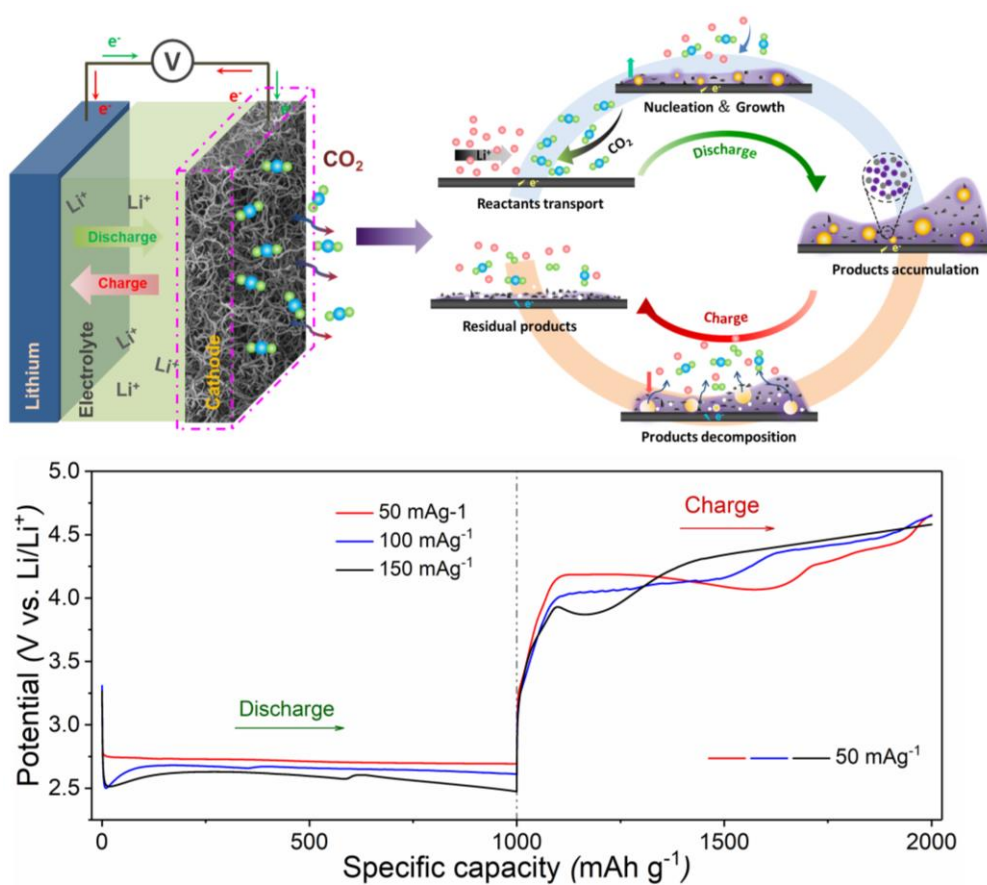 e⁻
V
e⁻
e⁻
e⁻
CO₂
Li⁺
Li⁺
Discharge
Charge
Li⁺
Li⁺
Li⁺
Lithium
Electrolyte
Cathode
e⁻
Nucleation & Growth
Li⁺
CO₂
Discharge
e⁻
Reactants transport
e⁻
Products accumulation
e⁻
Residual products
Charge
e⁻
Products decomposition
Potential (V vs. Li/Li⁺)
5.0
4.5
4.0
3.5
3.0
2.5
50 mAg-1
100 mAg⁻¹
150 mAg⁻¹
Charge
Discharge
50 mAg⁻¹
0
500
1000
1500
2000
Specific capacity (mAh g⁻¹)